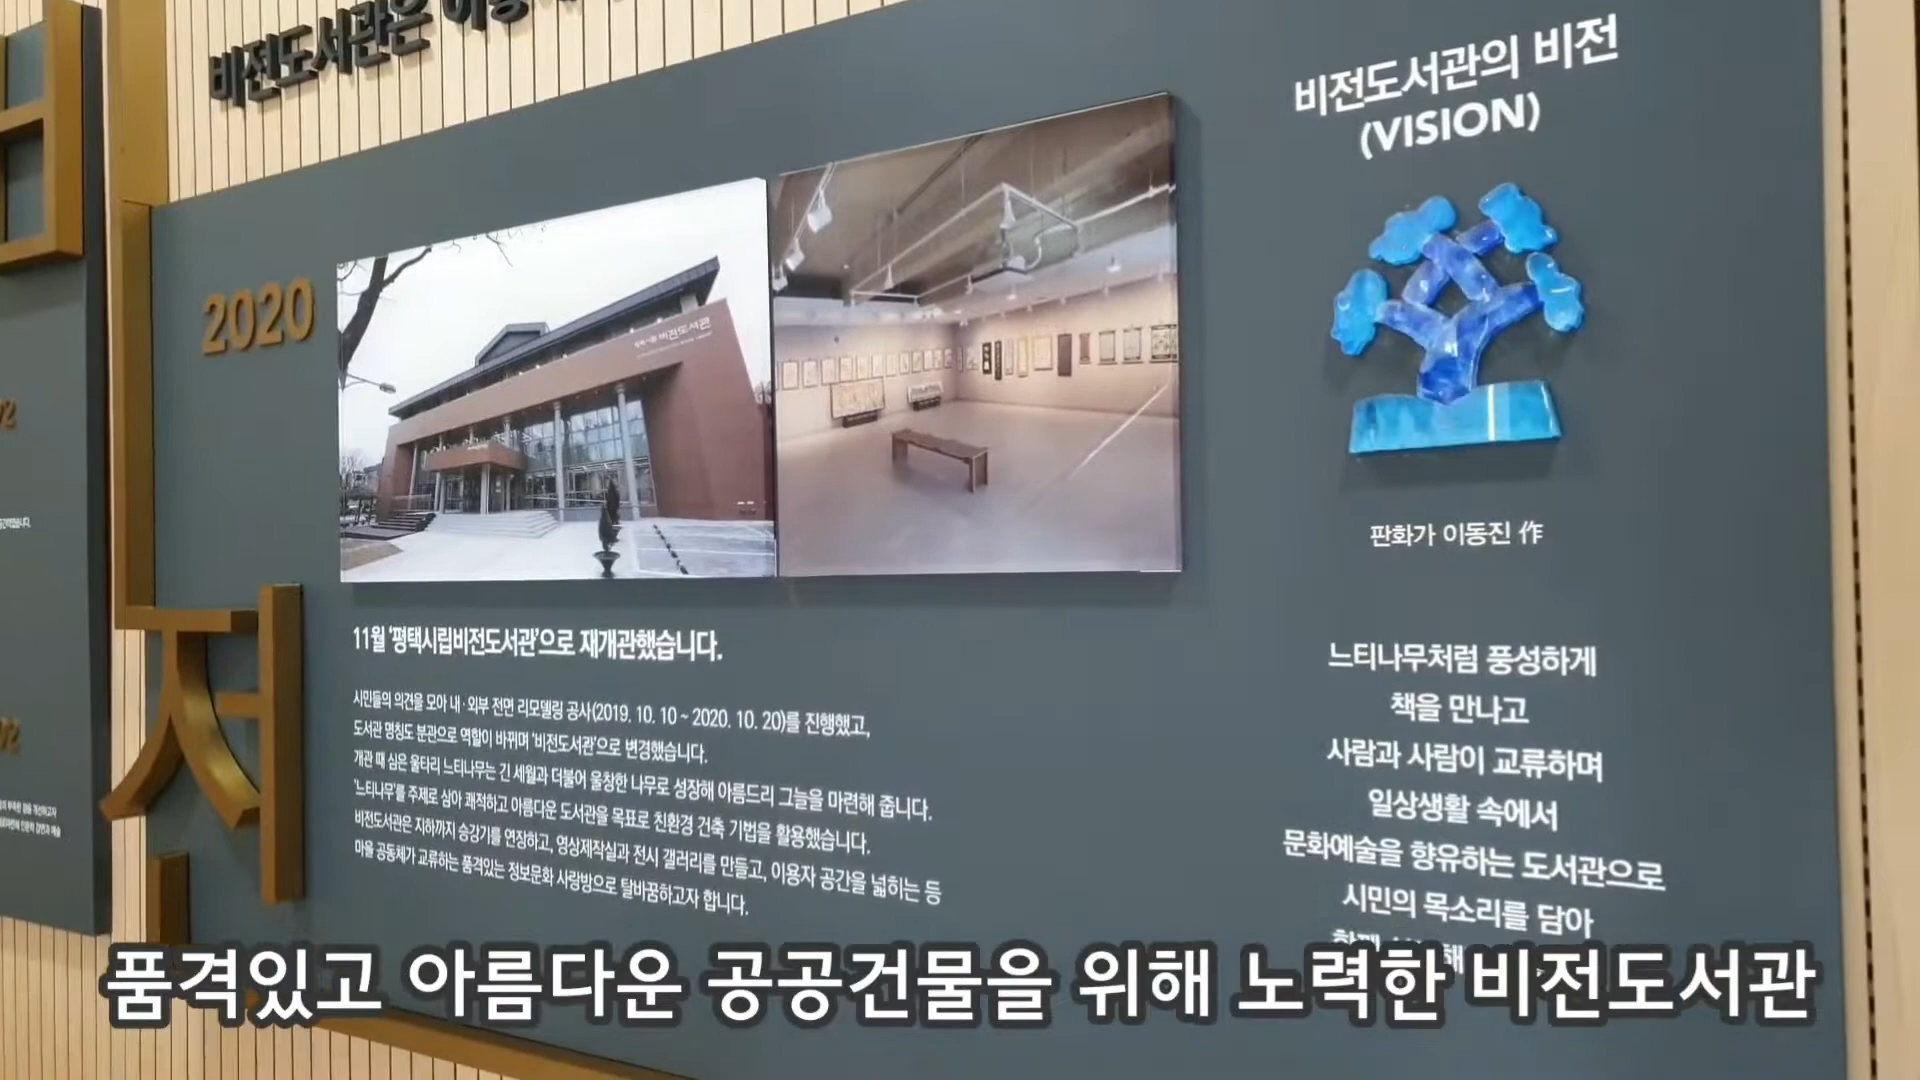 비전도서관은
2020
비전도서관
11월 '평택시립비전도서관'으로 재개관했습니다.
시민들의 의견을 모아 내·외부 전면 리모델링 공사(2019. 10. 10 ~ 2020. 10. 20)를 진행했고,
도서관 명칭도 분관으로 역할이 바뀌며 '비전도서관'으로 변경했습니다.
개관 때 심은 울타리 느티나무는 긴 세월과 더불어 울창한 나무로 성장해 아름드리 그늘을 마련해 줍니다.
'느티나무'를 주제로 삼아 쾌적하고 아름다운 도서관을 목표로 친환경 건축 기법을 활용했습니다.
비전도서관은 지하까지 승강기를 연장하고, 영상제작실과 전시 갤러리를 만들고, 이용자 공간을 넓히는 등
마을 공동체가 교류하는 품격있는 정보문화 사랑방으로 탈바꿈하고자 합니다.
비전도서관의 비전
(VISION)
판화가 이동진 作
느티나무처럼 풍성하게
책을 만나고
사람과 사람이 교류하며
일상생활 속에서
문화예술을 향유하는 도서관으로
시민의 목소리를 담아
품격있고 아름다운 공공건물을 위해 노력한 비전도서관